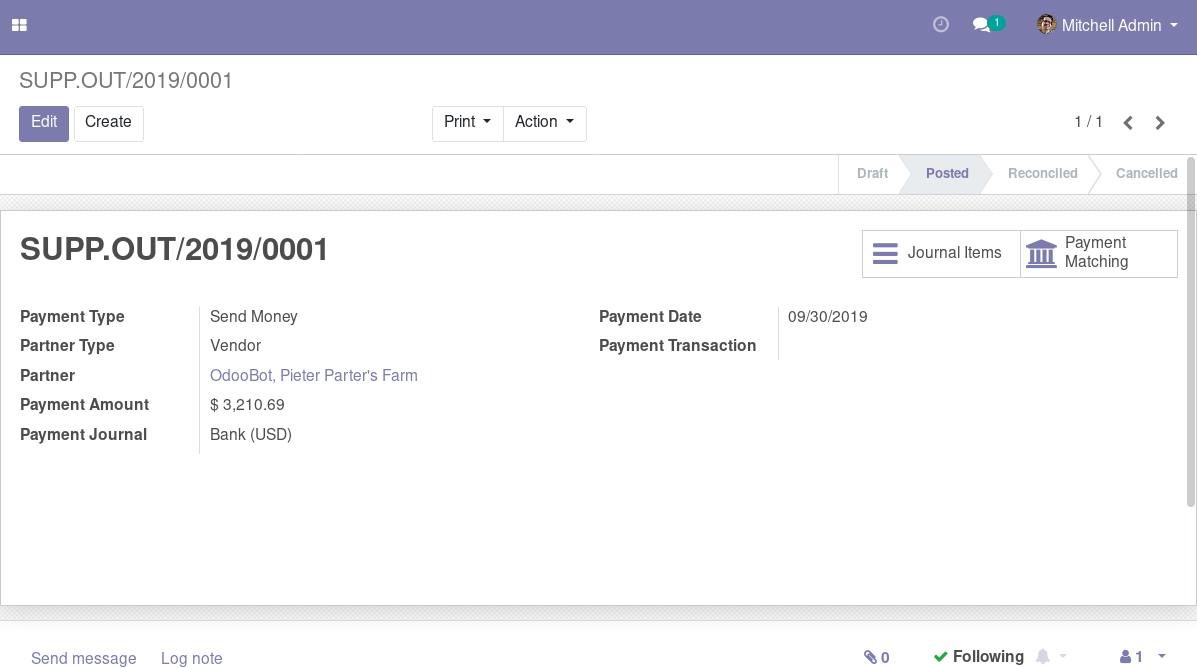 1
Mitchell Admin
SUPP.OUT/2019/0001
Edit Create Print Action 1 / 1
Draft Posted Reconciled Cancelled
SUPP.OUT/2019/0001
Journal Items
Payment
Matching
Payment Type Send Money
Partner Type Vendor
Partner OdooBot, Pieter Parter's Farm
Payment Amount $ 3,210.69
Payment Journal Bank (USD)
Payment Date 09/30/2019
Payment Transaction
Send message Log note 0 Following 1